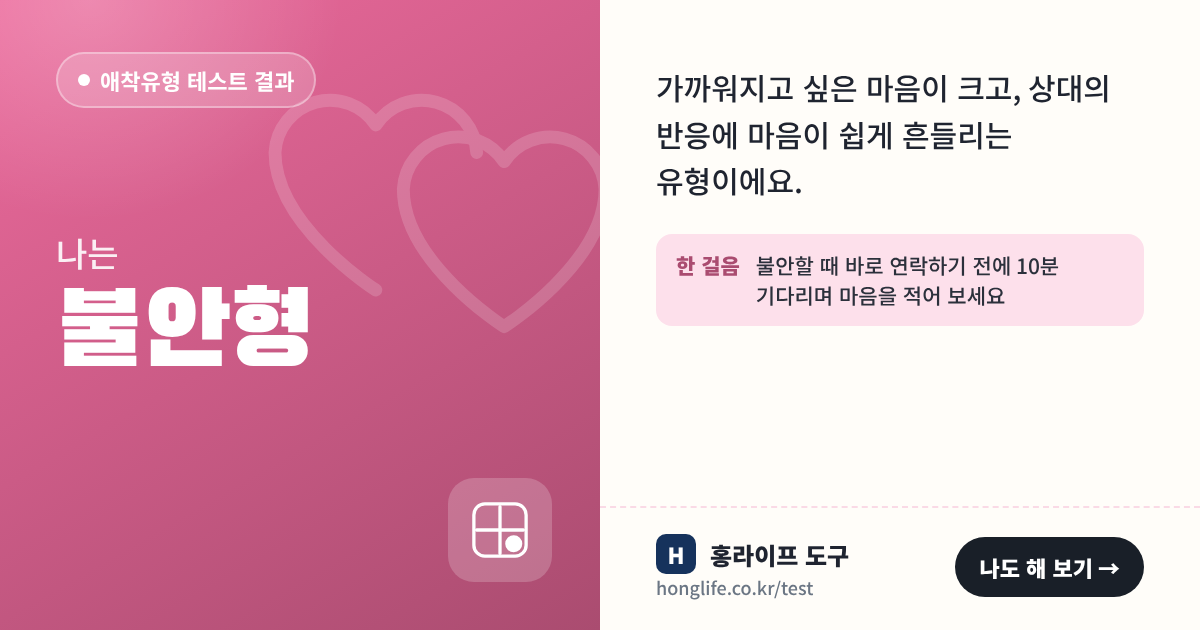 애착유형 테스트 결과
나는
불안형
가까워지고 싶은 마음이 크고, 상대의
반응에 마음이 쉽게 흔들리는
유형이에요.
한 걸음 불안할 때 바로 연락하기 전에 10분
기다리며 마음을 적어 보세요
H 홍라이프 도구
honglife.co.kr/test
나도 해 보기 →